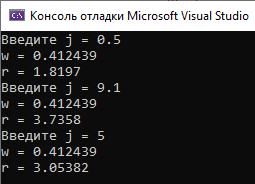 Консоль отладки Microsoft Visual Studio
Введите j = 0.5
w = 0.412439
r = 1.8197
Введите j = 9.1
w = 0.412439
r = 3.7358
Введите j = 5
w = 0.412439
r = 3.05382